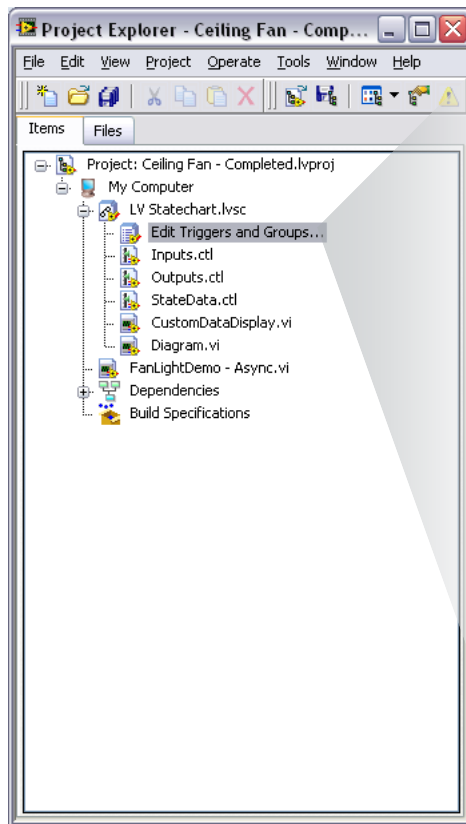 Project Explorer - Ceiling Fan - Comp...
File Edit View Project Operate Tools Window Help
Items Files
Project: Ceiling Fan - Completed.lvproj
My Computer
LV Statechart.lvsc
Edit Triggers and Groups...
Inputs.ctl
Outputs.ctl
StateData.ctl
CustomDataDisplay.vi
Diagram.vi
FanLightDemo - Async.vi
Dependencies
Build Specifications